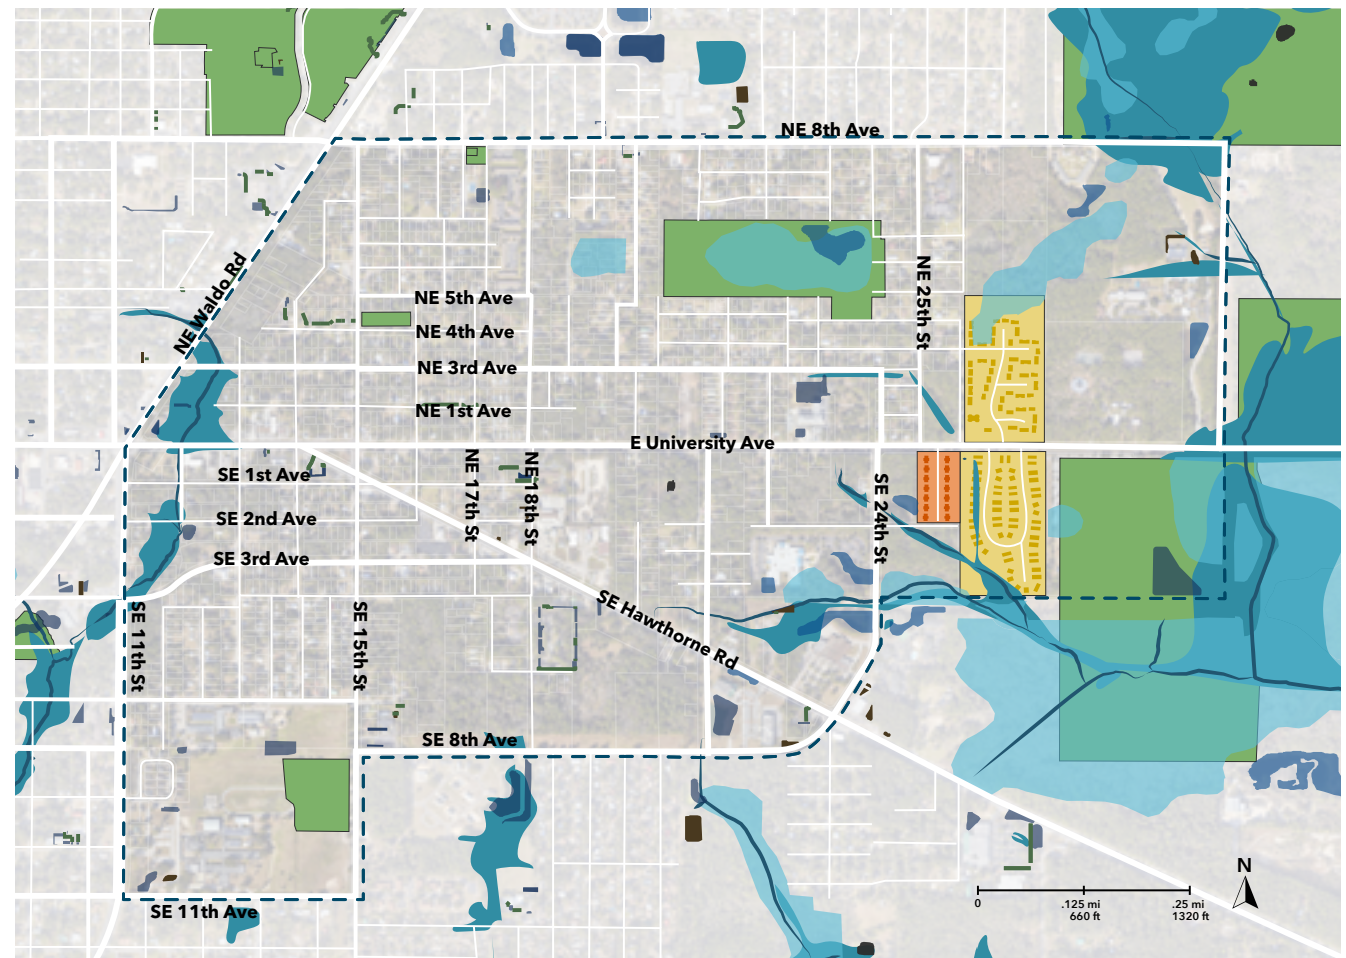 NE 8th Ave
NE Waldo Rd
NE 25th St
NE 5th Ave
NE 4th Ave
NE 3rd Ave
NE 1st Ave
E University Ave
SE 1st Ave
NE 17th St
NE 18th St
SE 24th St
SE 2nd Ave
SE 3rd Ave
SE 11th St
SE 15th St
SE Hawthorne Rd
SE 8th Ave
SE 11th Ave
N
0
.125 mi
660 ft
.25 mi
1320 ft